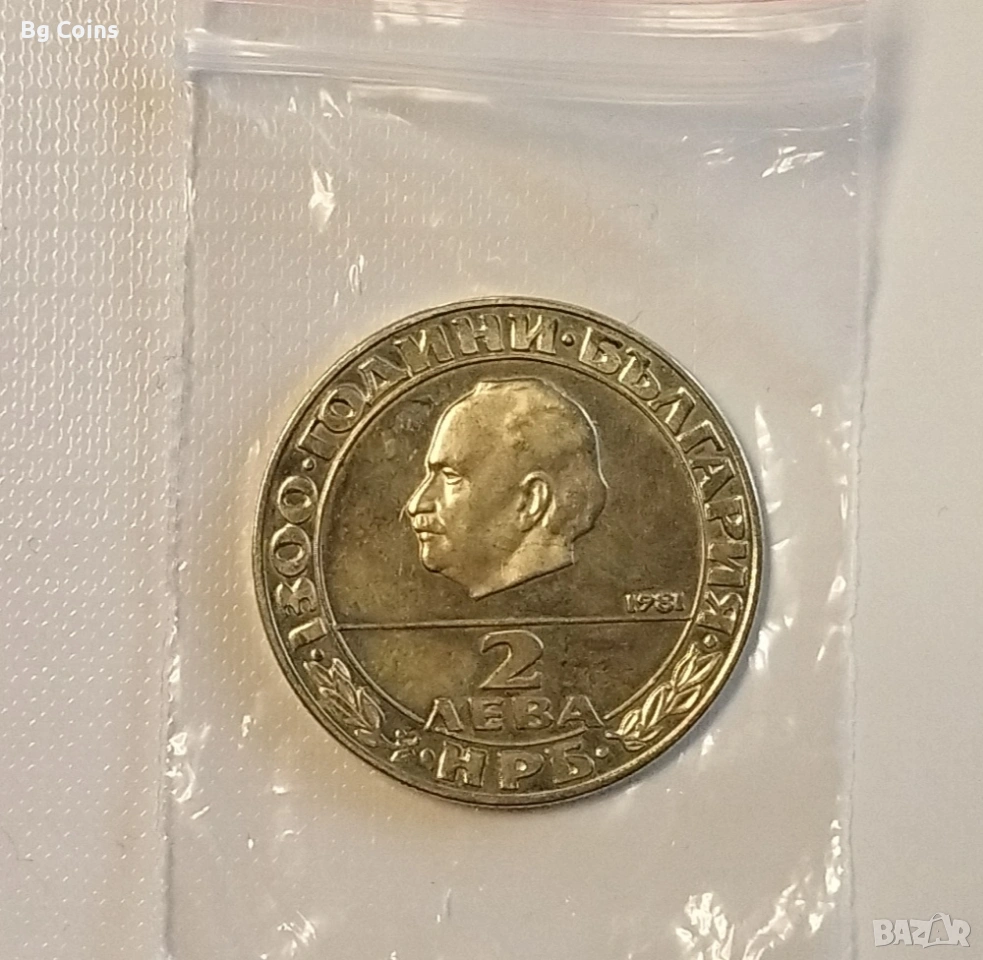 Bg Coins
1300 · ГОДИНИ · БЪЛГАРИЯ ·
1981
2
ЛЕВА
· НРБ ·
BAZAR